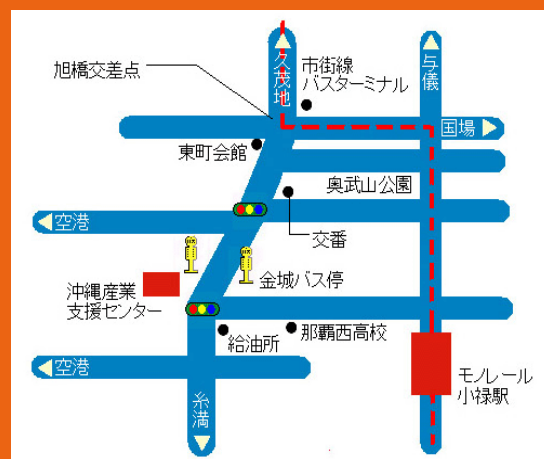 旭橋交差点
久茂地
市街線
バスターミナル
与儀
国場
東町会館
奥武山公園
空港
交番
金城バス停
沖縄産業
支援センター
給油所
那覇西高校
空港
モノレール
小禄駅
糸満